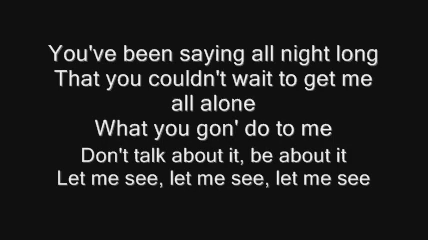 You've been saying all night long
That you couldn't wait to get me
all alone
What you gon' do to me
Don't talk about it, be about it
Let me see, let me see, let me see